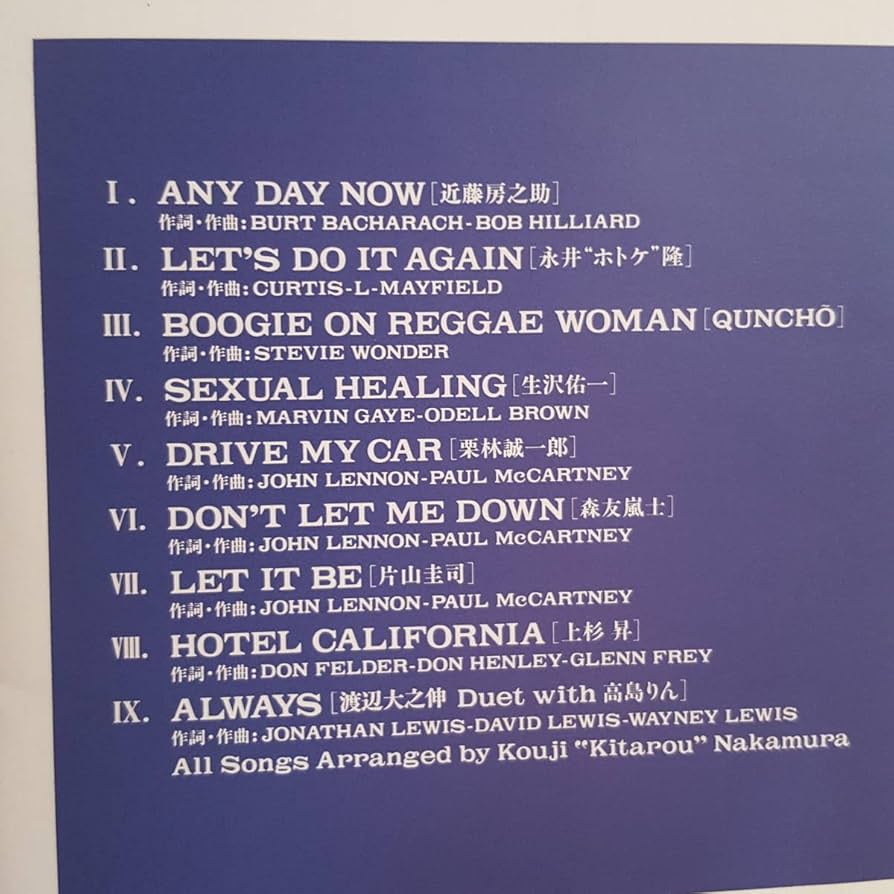 I. ANY DAY NOW[近藤房之助]
作詞・作曲:BURT BACHARACH-BOB HILLIARD
II. LET'S DO IT AGAIN[永井“ホトケ”隆]
作詞・作曲:CURTIS-L-MAYFIELD
III. BOOGIE ON REGGAE WOMAN[QUNCHŌ]
作詞・作曲:STEVIE WONDER
IV. SEXUAL HEALING[生沢佑一]
作詞・作曲:MARVIN GAYE-ODELL BROWN
V. DRIVE MY CAR[栗林誠一郎]
作詞・作曲:JOHN LENNON-PAUL McCARTNEY
VI. DON'T LET ME DOWN[森友嵐士]
作詞・作曲:JOHN LENNON-PAUL McCARTNEY
VII. LET IT BE[片山圭司]
作詞・作曲:JOHN LENNON-PAUL McCARTNEY
VIII. HOTEL CALIFORNIA[上杉 昇]
作詞・作曲:DON FELDER-DON HENLEY-GLENN FREY
IX. ALWAYS[渡辺大之伸 Duet with 高島りん]
作詞・作曲:JONATHAN LEWIS-DAVID LEWIS-WAYNEY LEWIS
All Songs Arranged by Kouji “Kitarou” Nakamura